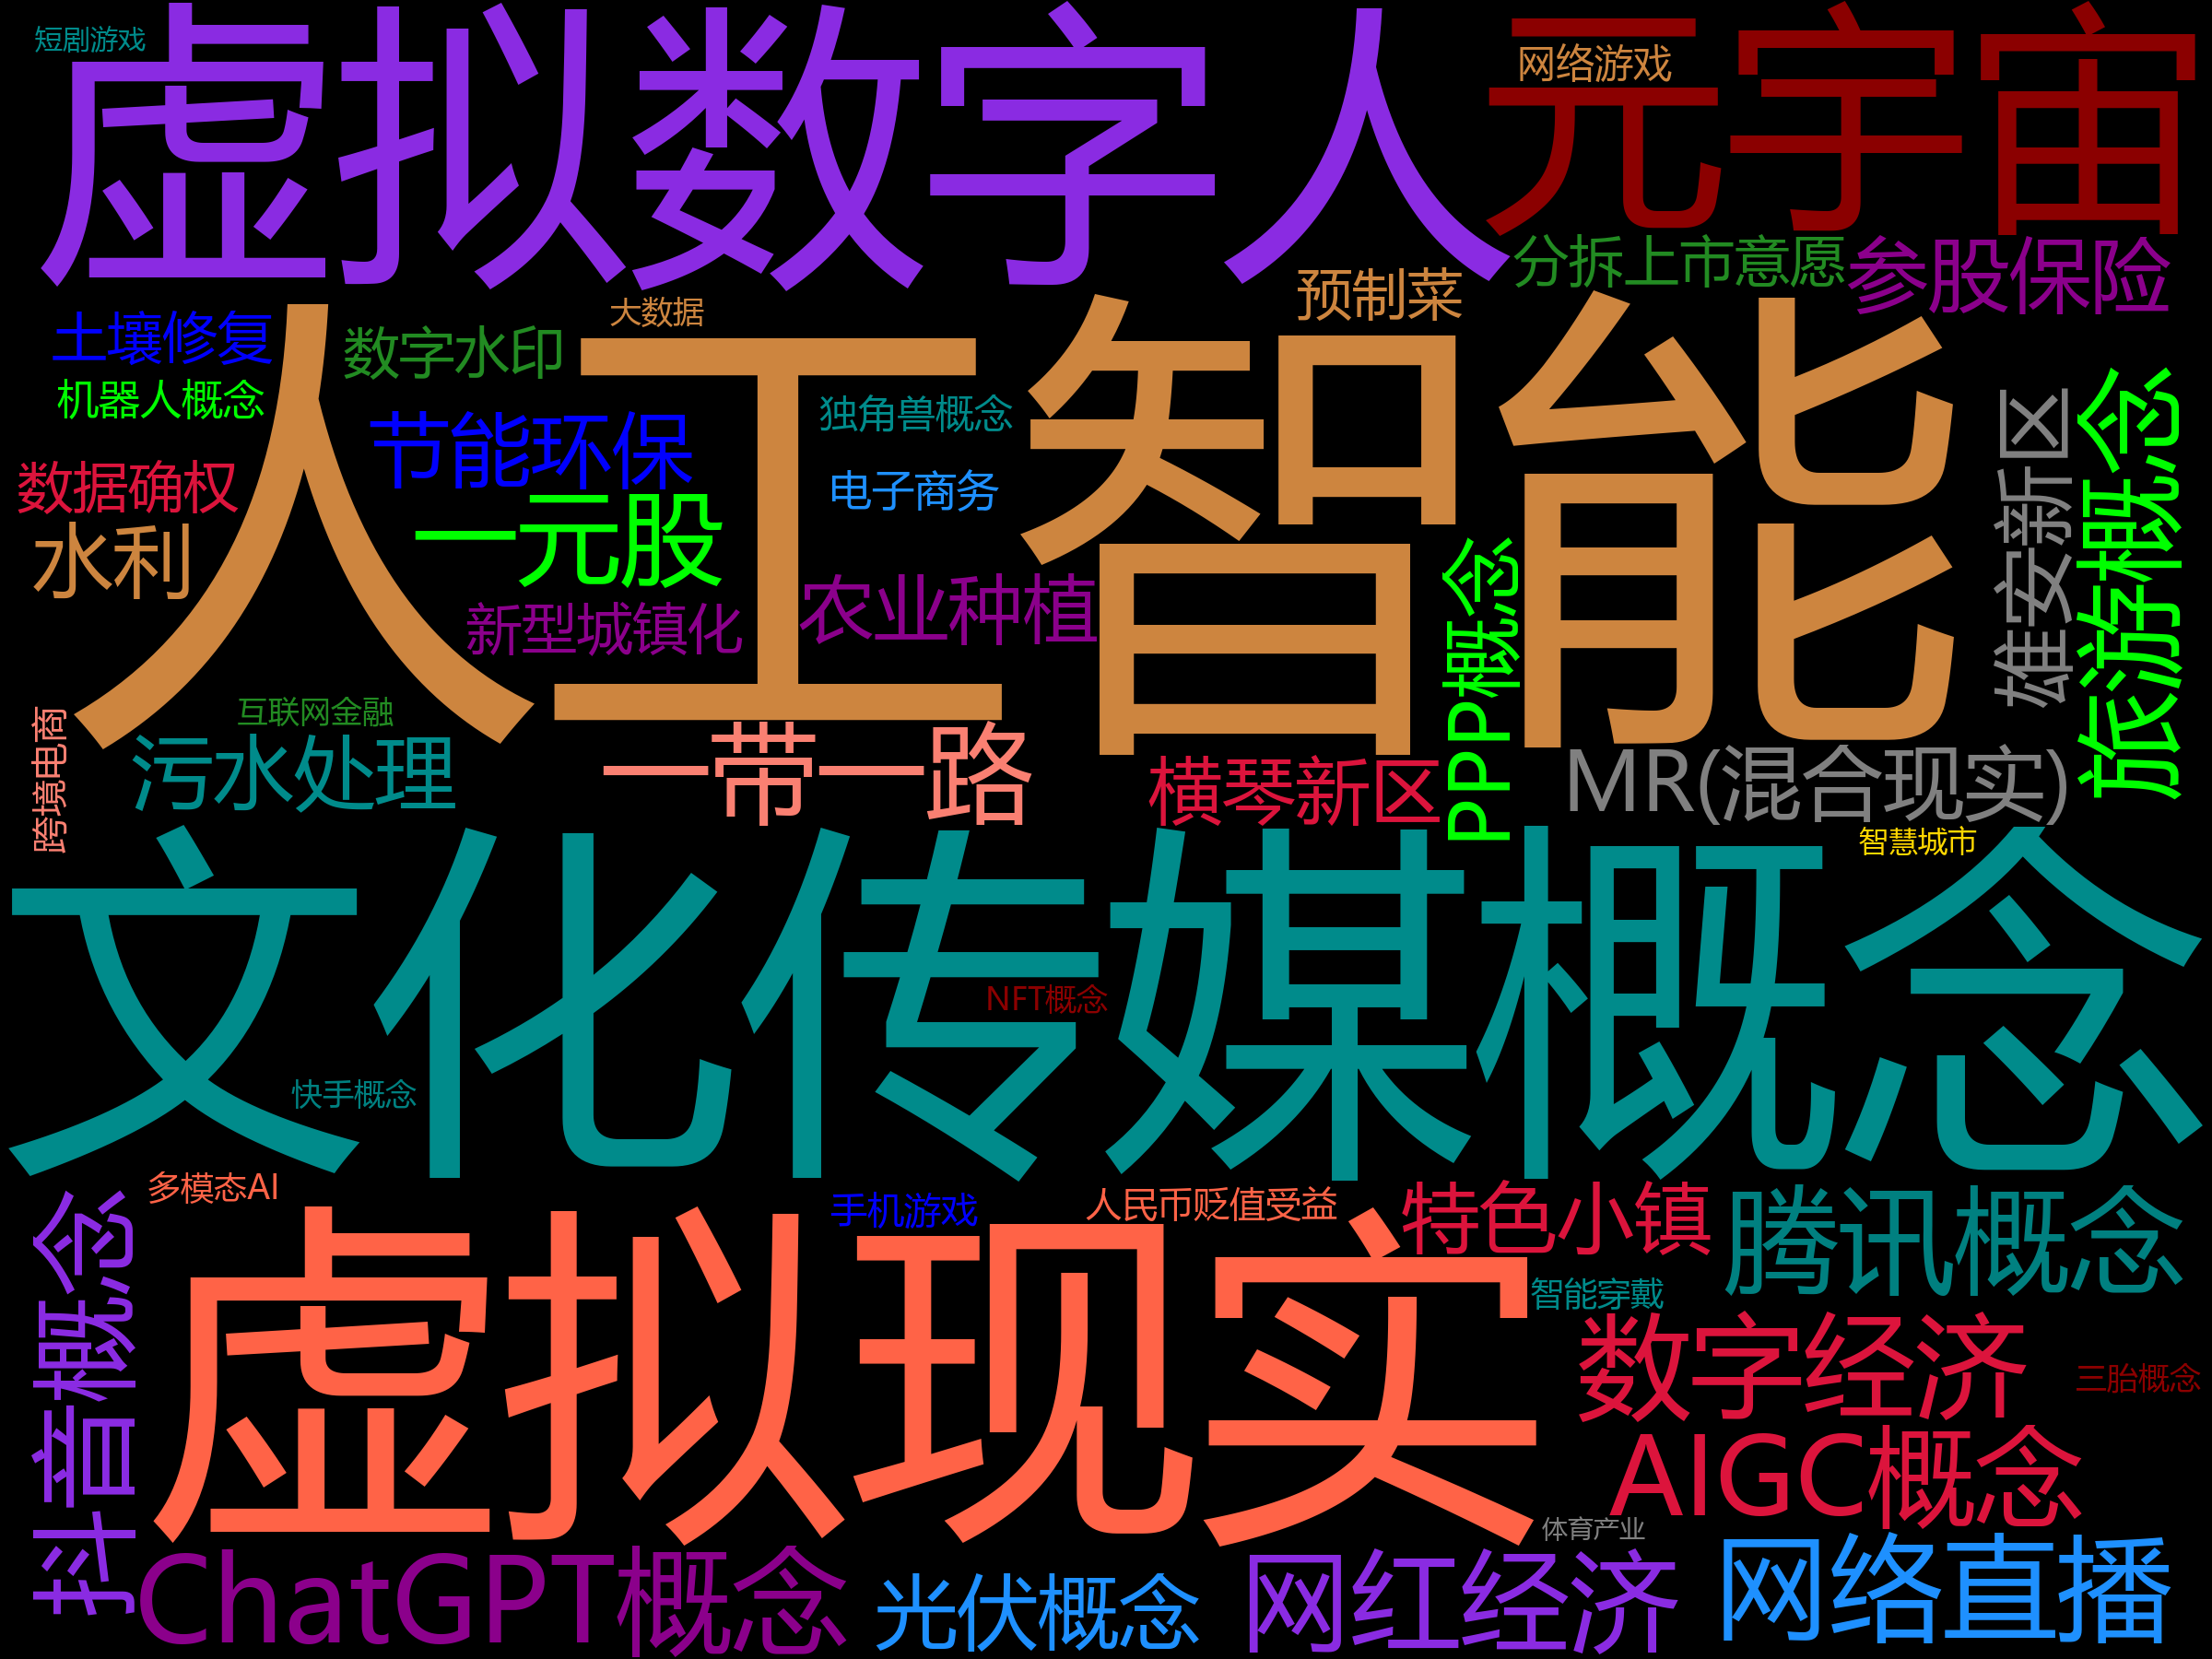 短剧游戏
虚拟数字人
元宇宙
网络游戏
分拆上市意愿
参股保险
预制菜
大数据
土壤修复
数字水印
人工智能
机器人概念
节能环保
独角兽概念
旅游概念
雄安新区
数据确权
电子商务
一元股
水利
PPP概念
农业种植
新型城镇化
互联网金融
跨境电商
污水处理
一带一路
横琴新区
MR(混合现实)
智慧城市
文化传媒概念
NFT概念
快手概念
多模态AI
手机游戏
人民币贬值受益
特色小镇
腾讯概念
抖音概念
虚拟现实
智能穿戴
数字经济
三胎概念
AIGC概念
体育产业
ChatGPT概念
光伏概念
网红经济
网络直播